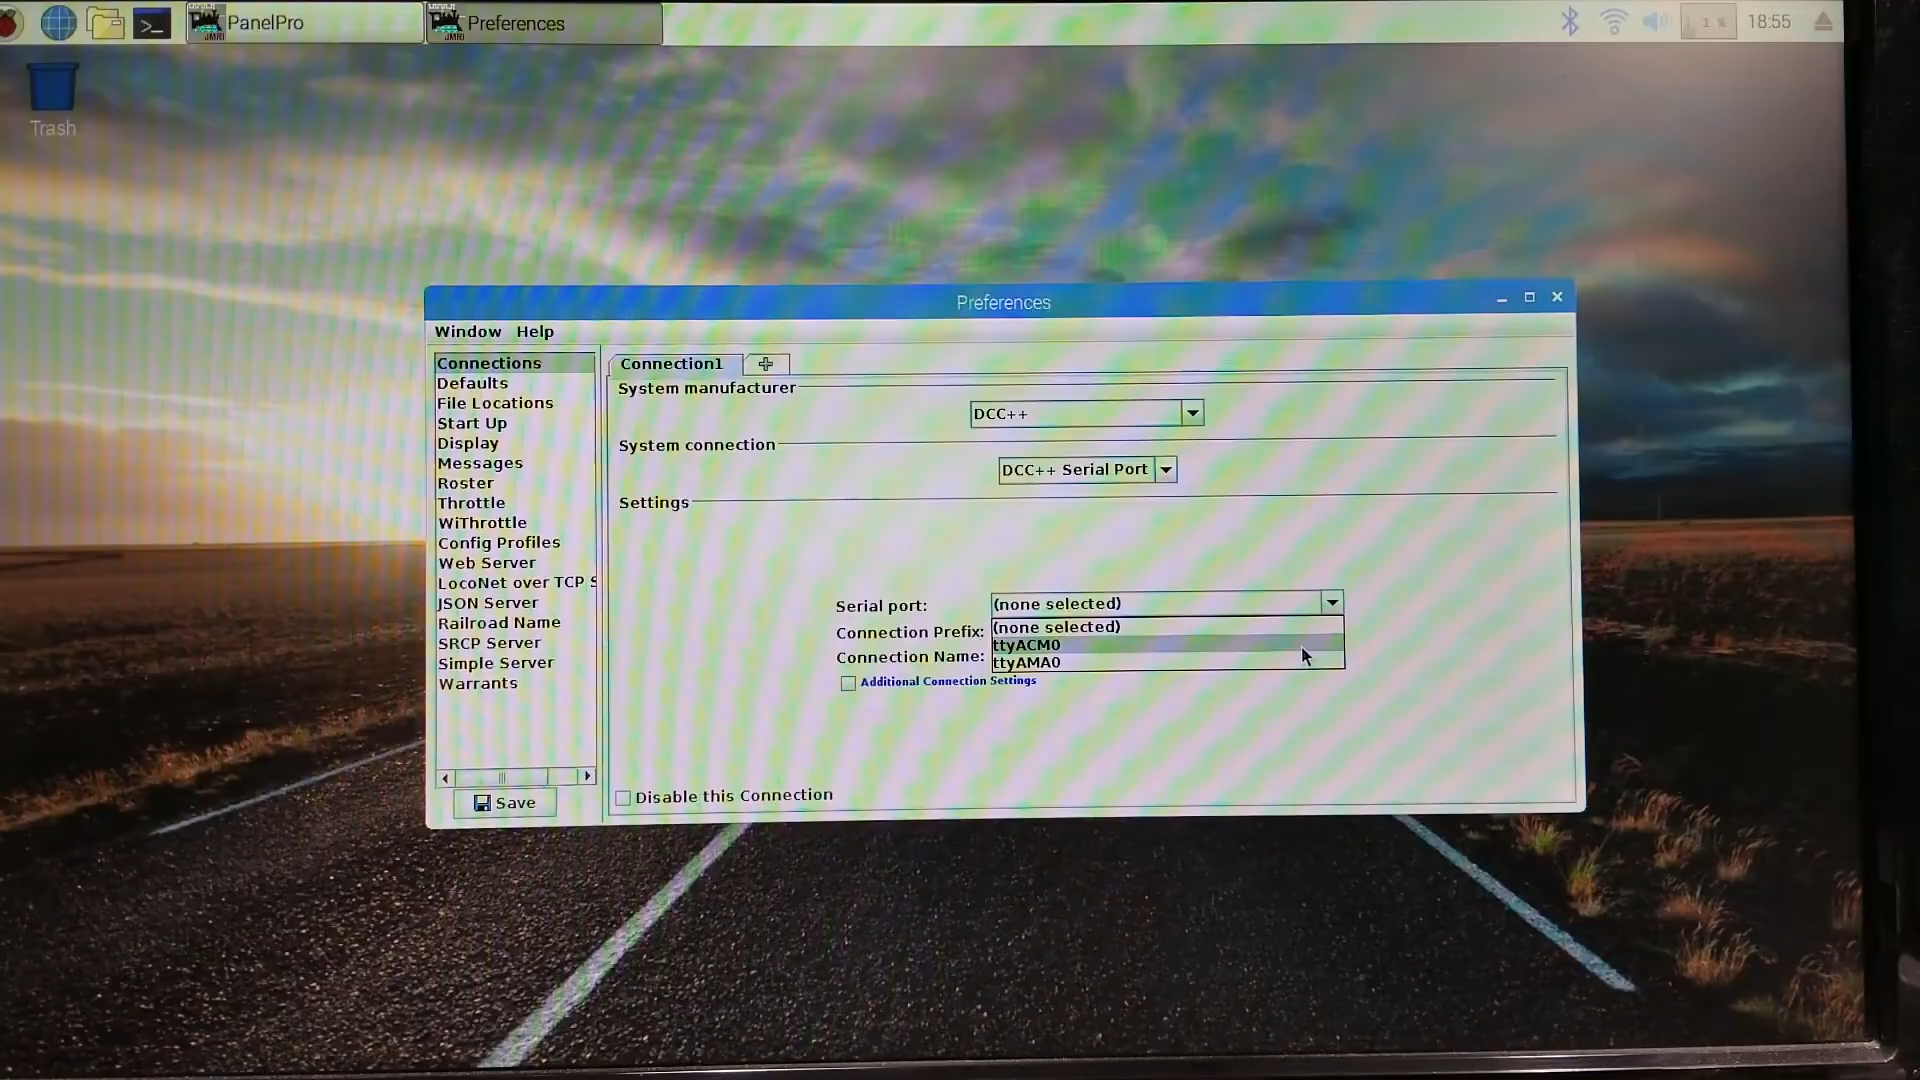 PanelPro
Preferences
JMRI
JMRI
1 %
18:55
Trash
Preferences
Window Help
Connections
Defaults
File Locations
Start Up
Display
Messages
Roster
Throttle
WiThrottle
Config Profiles
Web Server
LocoNet over TCP S
JSON Server
Railroad Name
SRCP Server
Simple Server
Warrants
Save
Connection1
System manufacturer
DCC++
System connection
DCC++ Serial Port
Settings
Serial port: (none selected)
(none selected)
Connection Prefix:
ttyACM0
Connection Name:
ttyAMA0
Additional Connection Settings
Disable this Connection